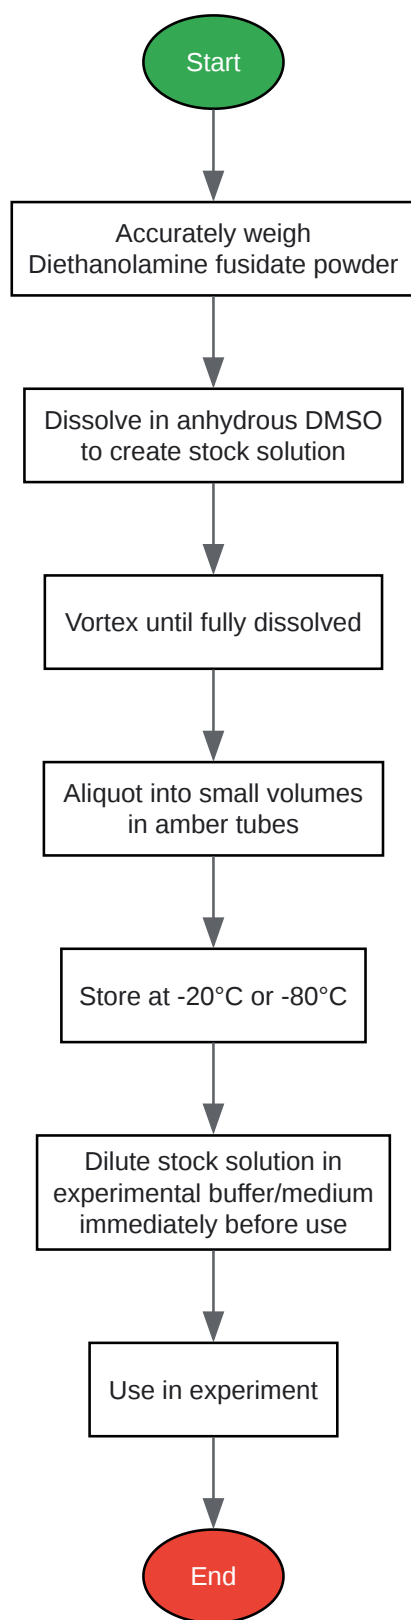 Start
Accurately weigh
Diethanolamine fusidate powder
Dissolve in anhydrous DMSO
to create stock solution
Vortex until fully dissolved
Aliquot into small volumes
in amber tubes
Store at -20°C or -80°C
Dilute stock solution in
experimental buffer/medium
immediately before use
Use in experiment
End